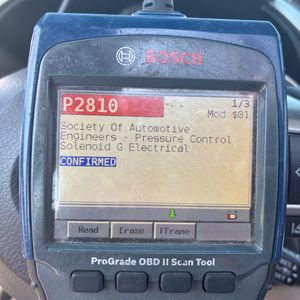 BOSCH
P2810
1/3
Mod $01
Society Of Automotive
Engineers - Pressure Control
Solenoid G Electrical
CONFIRMED
Read Erase FFrame
ProGrade OBD II Scan Tool